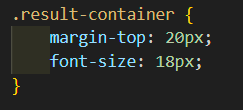 .result-container {
    margin-top: 20px;
    font-size: 18px;
}